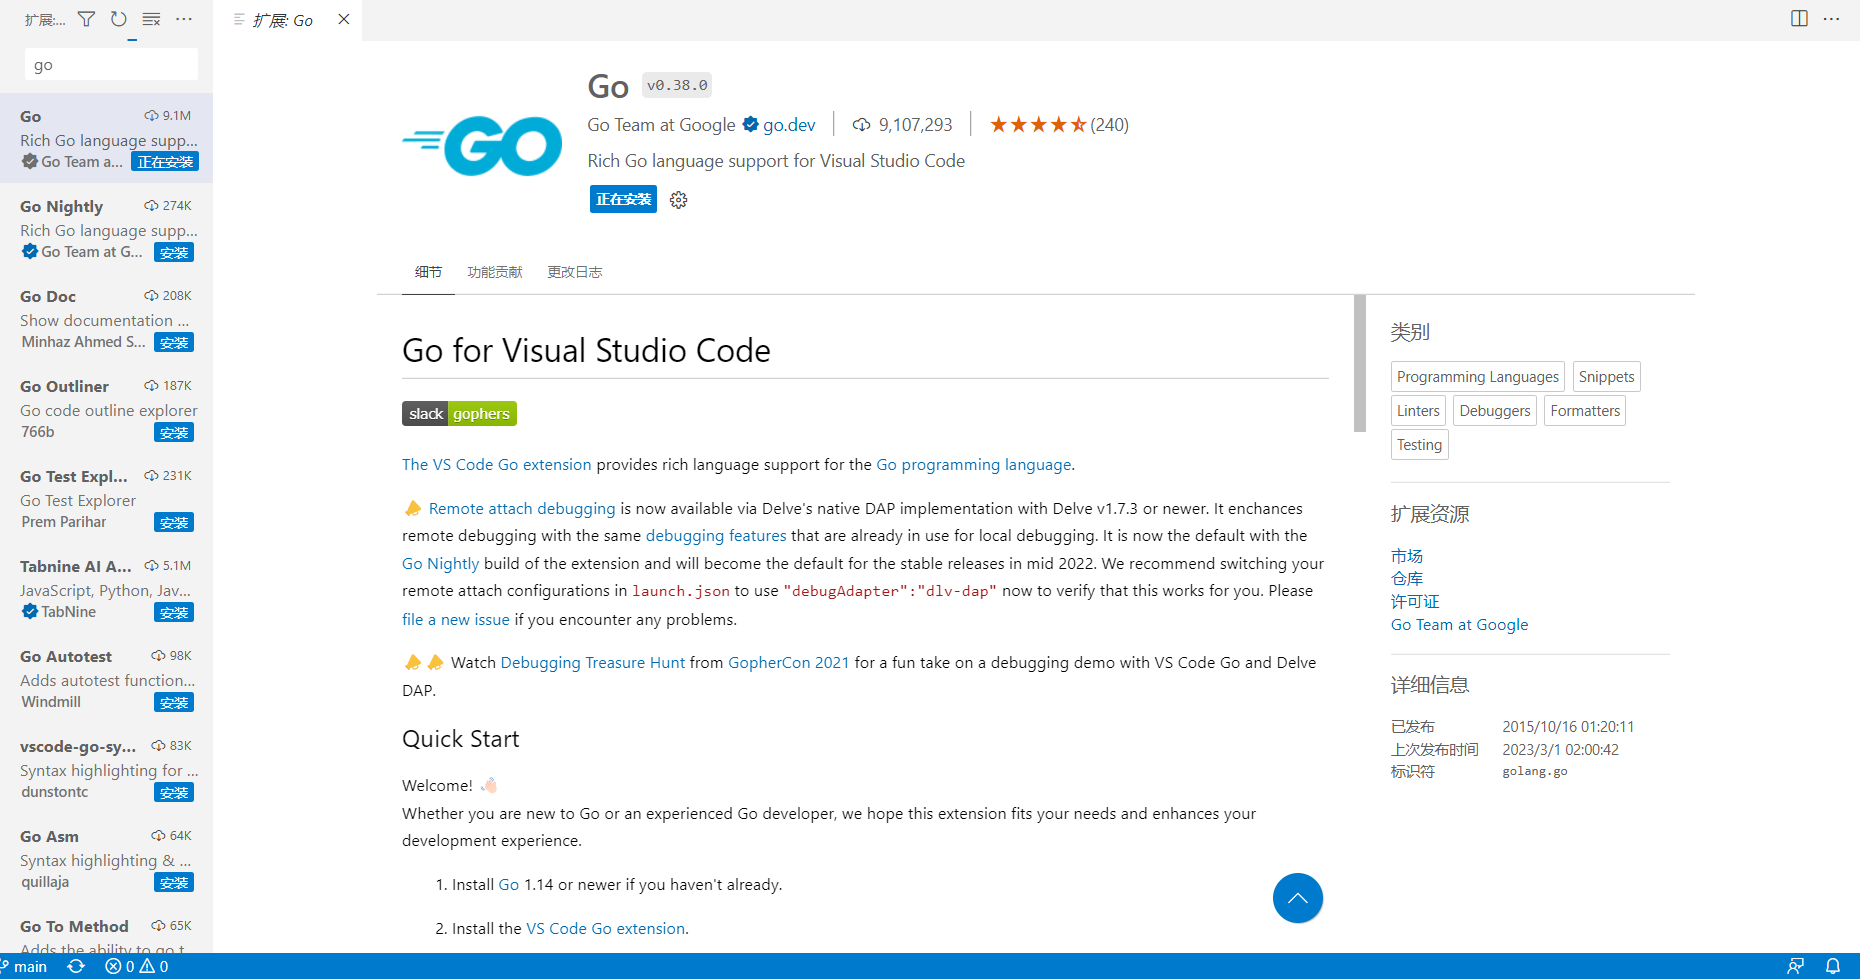 扩展:...
go
Go 9.1M
Rich Go language supp...
Go Team a... 正在安装
Go Nightly 274K
Rich Go language supp...
Go Team at G... 安装
Go Doc 208K
Show documentation ...
Minhaz Ahmed S... 安装
Go Outliner 187K
Go code outline explorer
766b 安装
Go Test Expl... 231K
Go Test Explorer
Prem Parihar 安装
Tabnine AI A... 5.1M
JavaScript, Python, Jav...
TabNine 安装
Go Autotest 98K
Adds autotest function...
Windmill 安装
vscode-go-sy... 83K
Syntax highlighting for ...
dunstontc 安装
Go Asm 64K
Syntax highlighting & ...
quillaja 安装
Go To Method 65K
Adds the ability to go t
扩展: Go
GO
Go v0.38.0
Go Team at Google go.dev 9,107,293 (240)
Rich Go language support for Visual Studio Code
正在安装
细节 功能贡献 更改日志
Go for Visual Studio Code
slack gophers
The VS Code Go extension provides rich language support for the Go programming language.
Remote attach debugging is now available via Delve's native DAP implementation with Delve v1.7.3 or newer. It enchances
remote debugging with the same debugging features that are already in use for local debugging. It is now the default with the
Go Nightly build of the extension and will become the default for the stable releases in mid 2022. We recommend switching your
remote attach configurations in launch.json to use "debugAdapter":"dlv-dap" now to verify that this works for you. Please
file a new issue if you encounter any problems.
Watch Debugging Treasure Hunt from GopherCon 2021 for a fun take on a debugging demo with VS Code Go and Delve
DAP.
Quick Start
Welcome!
Whether you are new to Go or an experienced Go developer, we hope this extension fits your needs and enhances your
development experience.
1. Install Go 1.14 or newer if you haven't already.
2. Install the VS Code Go extension.
类别
Programming Languages Snippets
Linters Debuggers Formatters
Testing
扩展资源
市场
仓库
许可证
Go Team at Google
详细信息
已发布 2015/10/16 01:20:11
上次发布时间 2023/3/1 02:00:42
标识符 golang.go
main 0 0